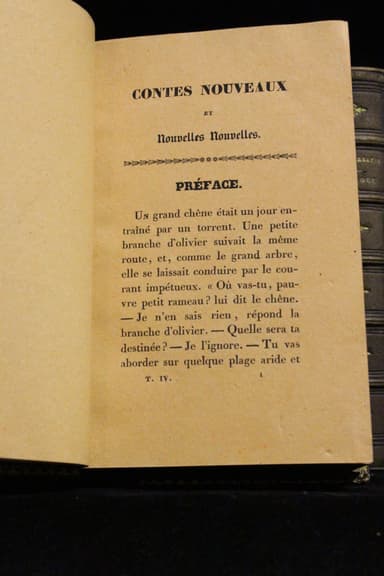 CONTES NOUVEAUX
ET
Nouvelles Nouvelles.
PRÉFACE.
UN grand chêne était un jour en-
traîné par un torrent. Une petite
branche d'olivier suivait la même
route, et, comme le grand arbre,
elle se laissait conduire par le cou-
rant impétueux. « Où vas-tu, pau-
vre petit rameau? lui dit le chêne.
— Je n'en sais rien, répond la
branche d'olivier. — Quelle sera ta
destinée? — Je l'ignore. — Tu vas
aborder sur quelque plage aride et
T. IV. 1